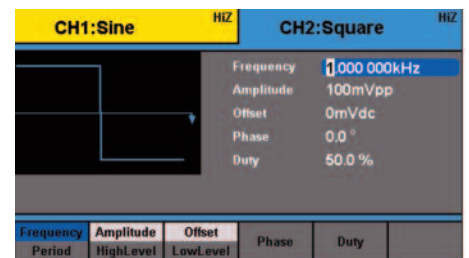 CH1:Sine HiZ CH2:Square HiZ
Frequency 1.000 000kHz
Amplitude 100mVpp
Offset 0mVdc
Phase 0.0 °
Duty 50.0 %
Frequency Amplitude Offset Phase Duty
Period HighLevel LowLevel